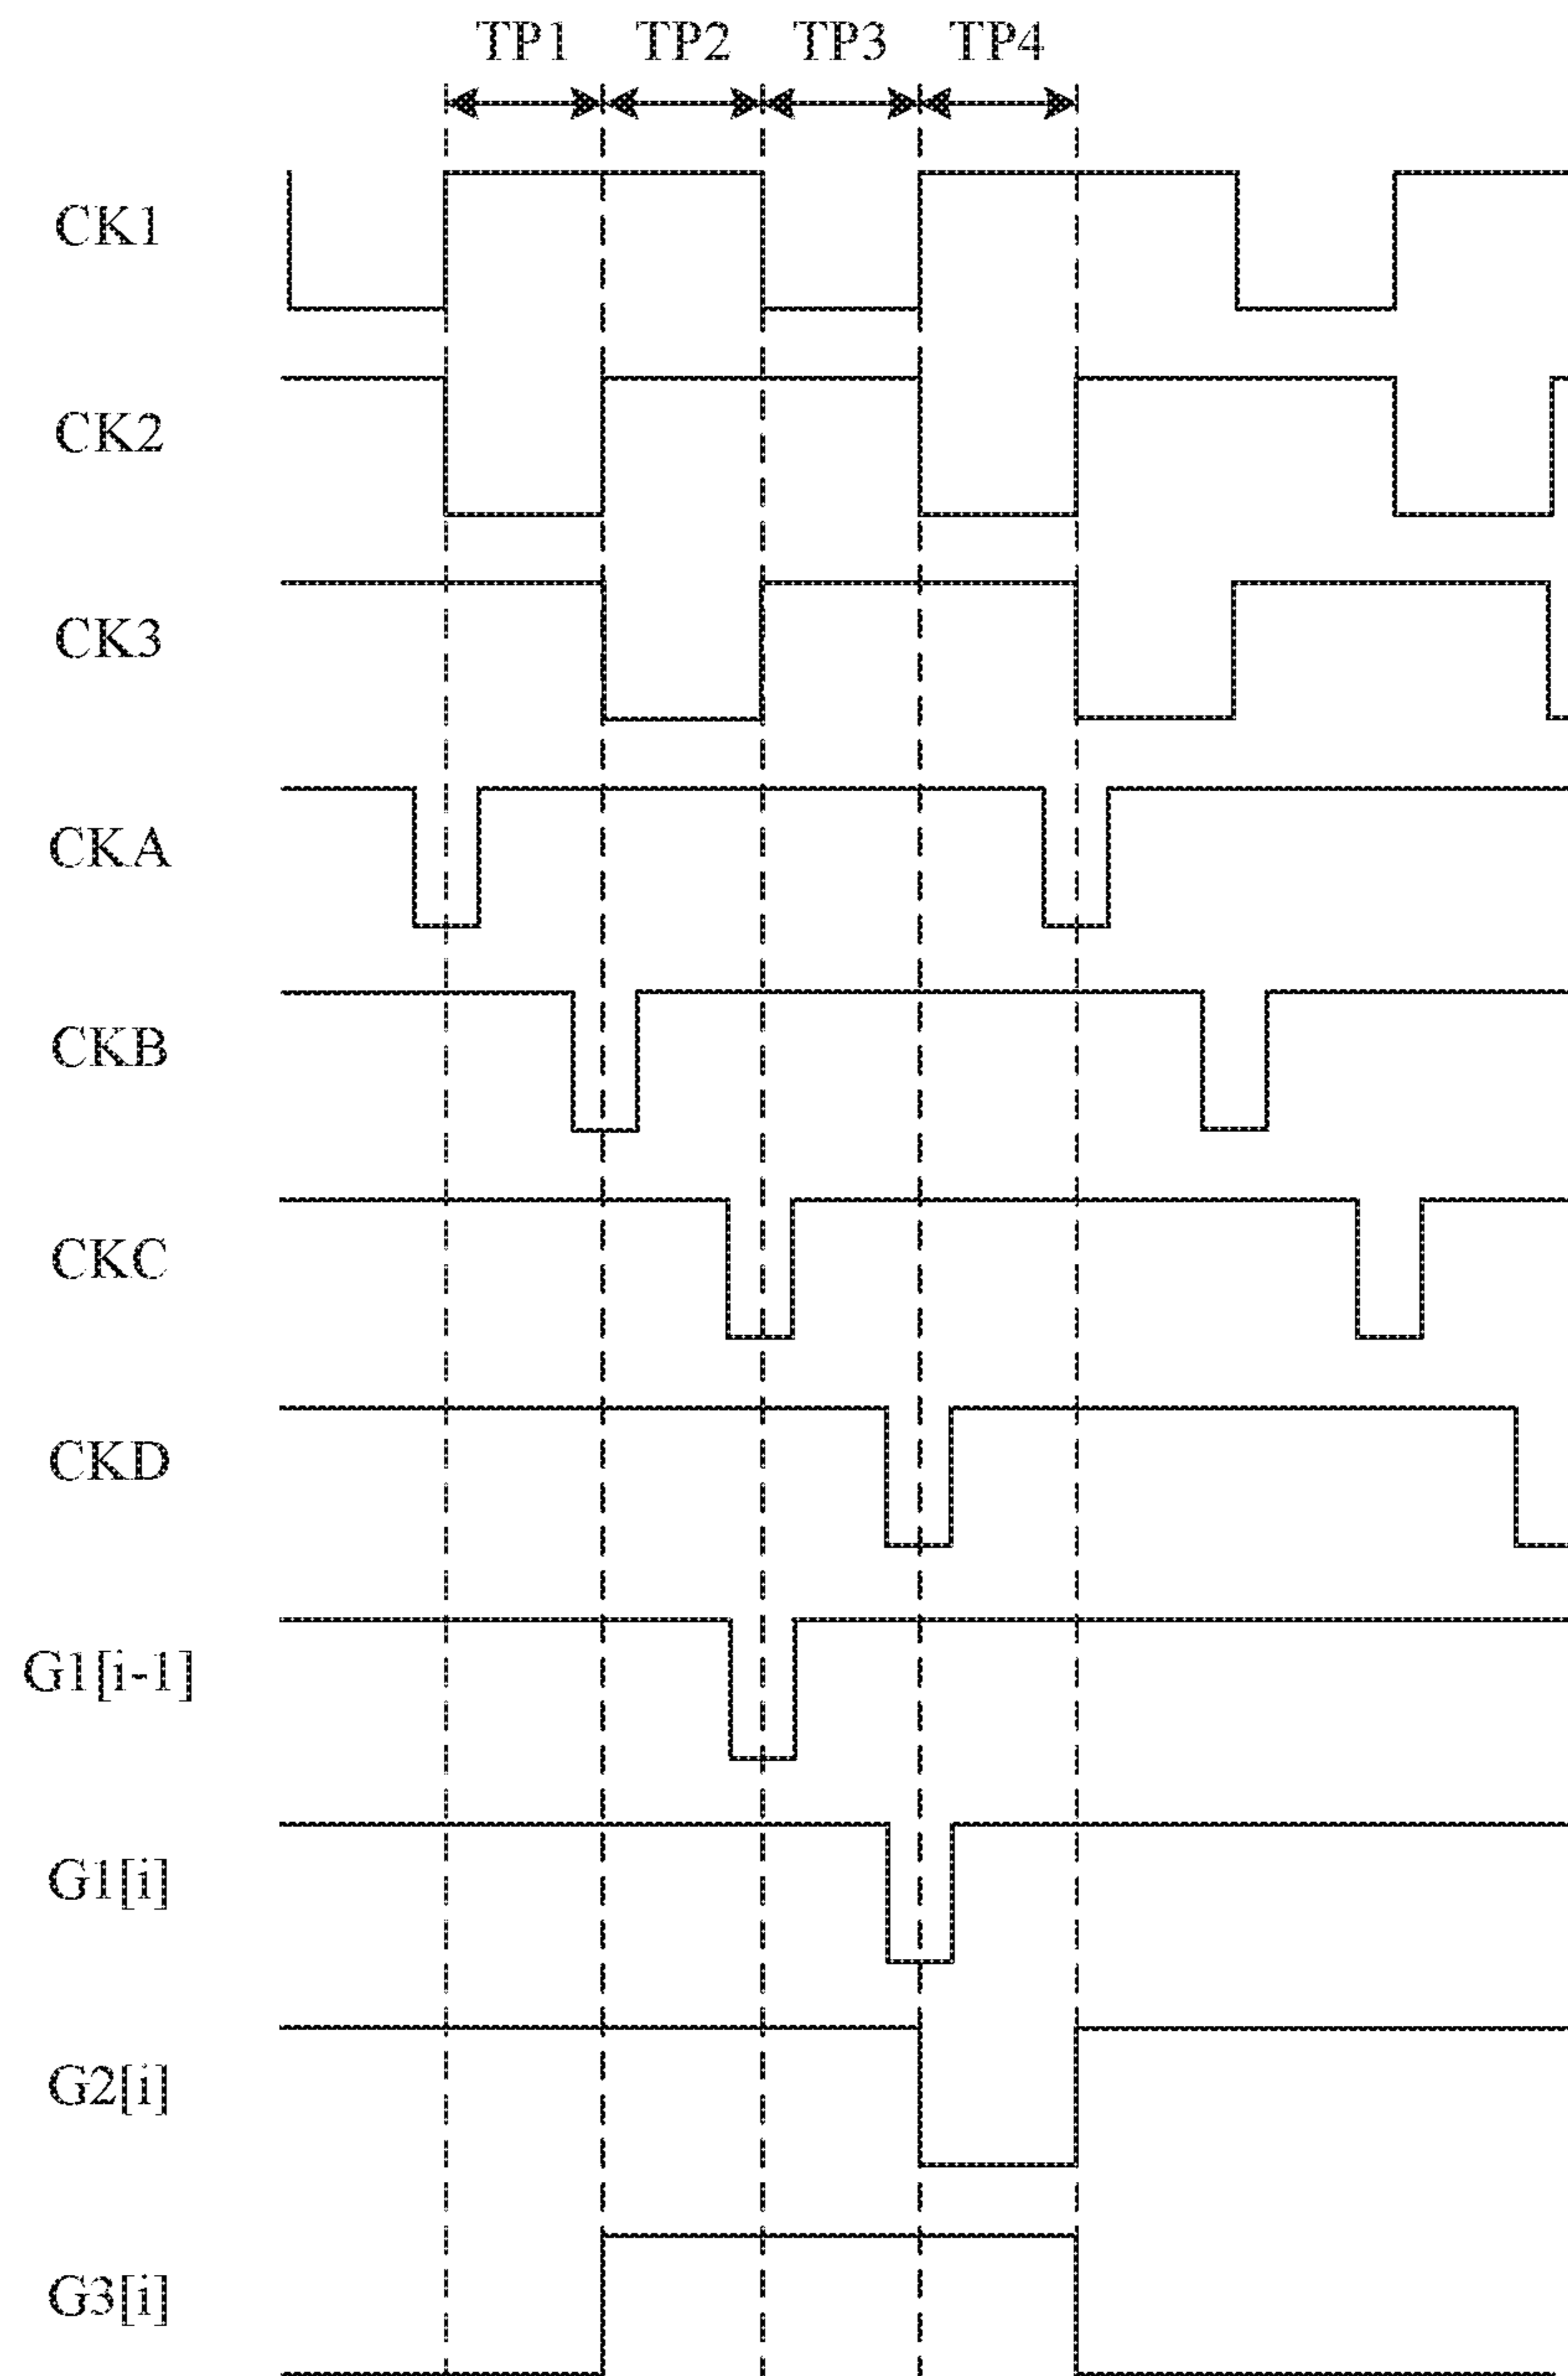 TP1 TP2 TP3 TP4
CK1
CK2
CK3
CKA
CKB
CKC
CKD
G1[i-1]
G1[i]
G2[i]
G3[i]